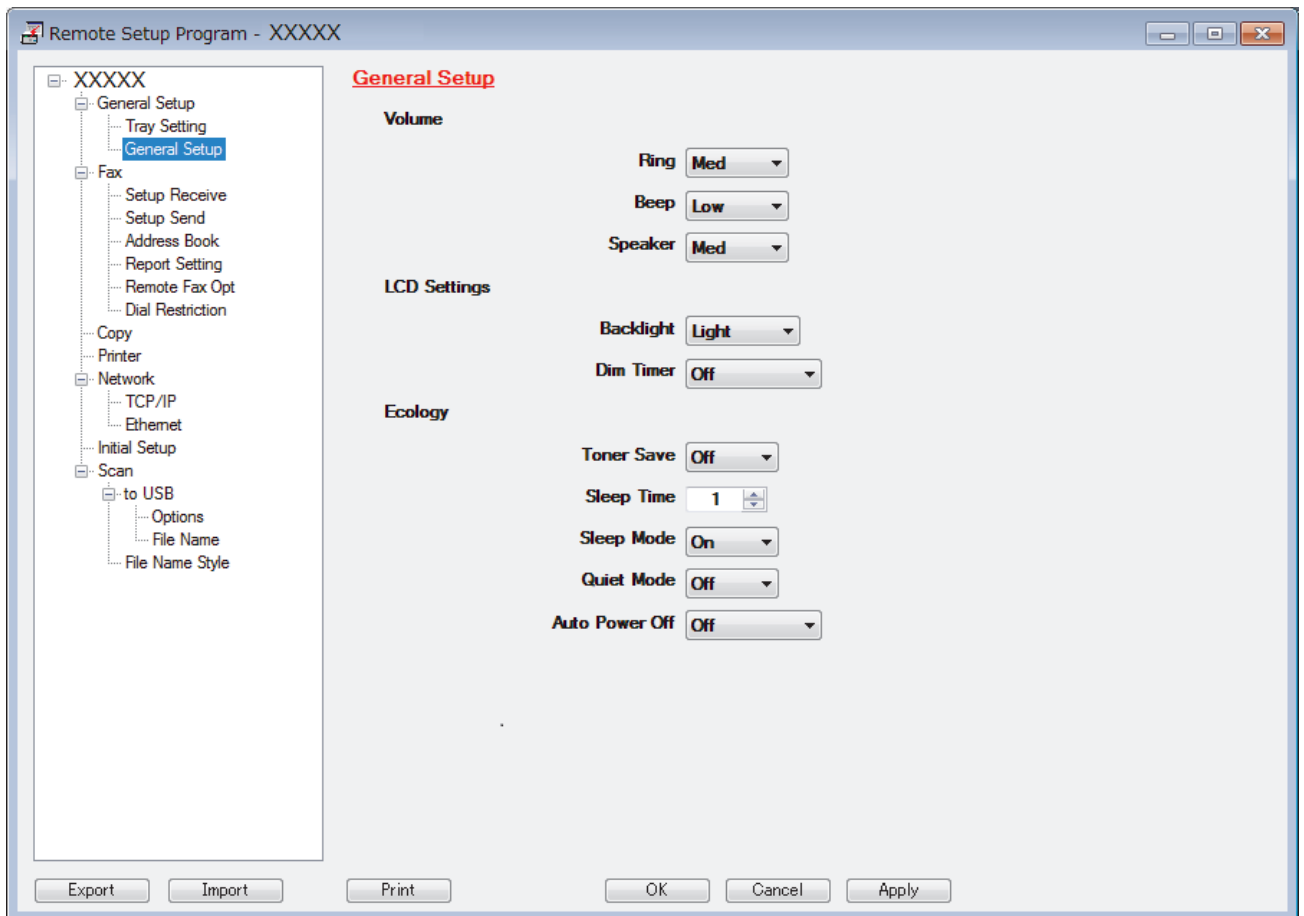 Remote Setup Program - XXXXX
XXXXX
General Setup
Tray Setting
General Setup
Fax
Setup Receive
Setup Send
Address Book
Report Setting
Remote Fax Opt
Dial Restriction
Copy
Printer
Network
TCP/IP
Ethernet
Initial Setup
Scan
to USB
Options
File Name
File Name Style
General Setup
Volume
Ring Med
Beep Low
Speaker Med
LCD Settings
Backlight Light
Dim Timer Off
Ecology
Toner Save Off
Sleep Time 1
Sleep Mode On
Quiet Mode Off
Auto Power Off Off
Export Import Print OK Cancel Apply